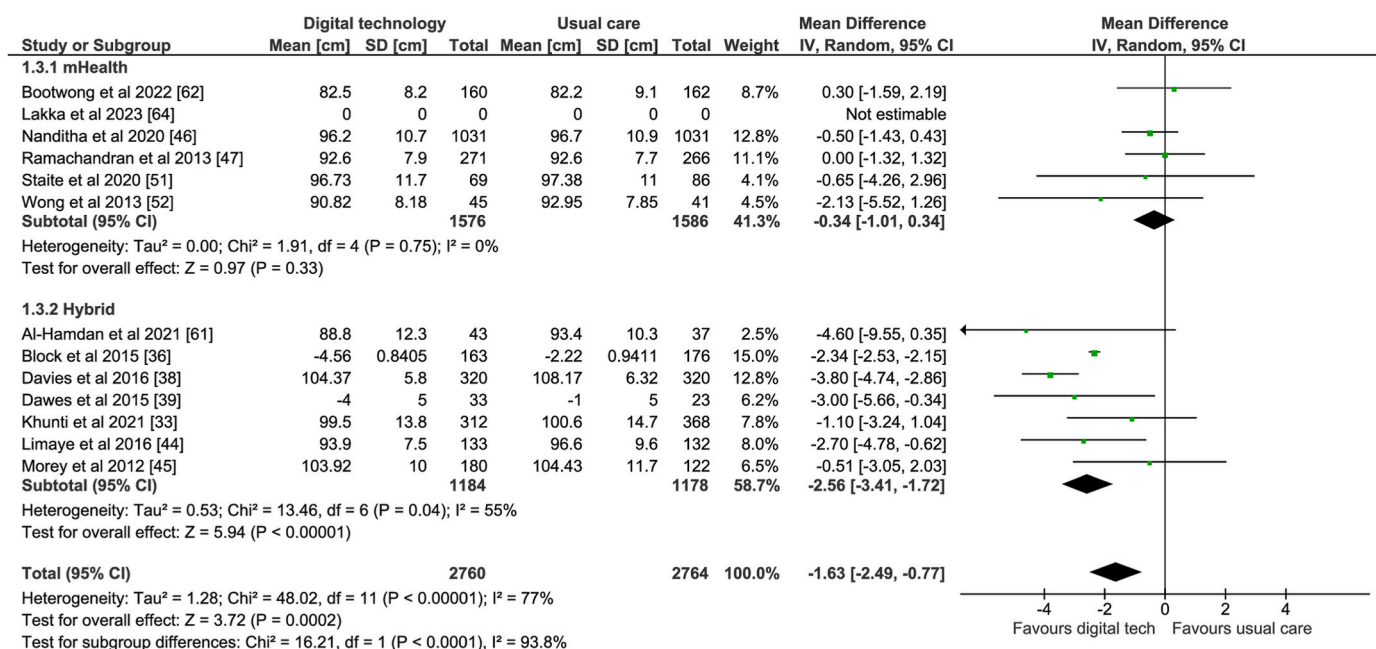 Digital technology Usual care Mean Difference Mean Difference
Study or Subgroup Mean [cm] SD [cm] Total Mean [cm] SD [cm] Total Weight IV, Random, 95% CI IV, Random, 95% CI
1.3.1 mHealth
Bootwong et al 2022 [62] 82.5 8.2 160 82.2 9.1 162 8.7% 0.30 [-1.59, 2.19]
Lakka et al 2023 [64] 0 0 0 0 0 0 Not estimable
Nanditha et al 2020 [46] 96.2 10.7 1031 96.7 10.9 1031 12.8% -0.50 [-1.43, 0.43]
Ramachandran et al 2013 [47] 92.6 7.9 271 92.6 7.7 266 11.1% 0.00 [-1.32, 1.32]
Staite et al 2020 [51] 96.73 11.7 69 97.38 11 86 4.1% -0.65 [-4.26, 2.96]
Wong et al 2013 [52] 90.82 8.18 45 92.95 7.85 41 4.5% -2.13 [-5.52, 1.26]
Subtotal (95% CI) 1576 1586 41.3% -0.34 [-1.01, 0.34]
Heterogeneity: Tau² = 0.00; Chi² = 1.91, df = 4 (P = 0.75); I² = 0%
Test for overall effect: Z = 0.97 (P = 0.33)
1.3.2 Hybrid
Al-Hamdan et al 2021 [61] 88.8 12.3 43 93.4 10.3 37 2.5% -4.60 [-9.55, 0.35]
Block et al 2015 [36] -4.56 0.8405 163 -2.22 0.9411 176 15.0% -2.34 [-2.53, -2.15]
Davies et al 2016 [38] 104.37 5.8 320 108.17 6.32 320 12.8% -3.80 [-4.74, -2.86]
Dawes et al 2015 [39] -4 5 33 -1 5 23 6.2% -3.00 [-5.66, -0.34]
Khunti et al 2021 [33] 99.5 13.8 312 100.6 14.7 368 7.8% -1.10 [-3.24, 1.04]
Limaye et al 2016 [44] 93.9 7.5 133 96.6 9.6 132 8.0% -2.70 [-4.78, -0.62]
Morey et al 2012 [45] 103.92 10 180 104.43 11.7 122 6.5% -0.51 [-3.05, 2.03]
Subtotal (95% CI) 1184 1178 58.7% -2.56 [-3.41, -1.72]
Heterogeneity: Tau² = 0.53; Chi² = 13.46, df = 6 (P = 0.04); I² = 55%
Test for overall effect: Z = 5.94 (P < 0.00001)
Total (95% CI) 2760 2764 100.0% -1.63 [-2.49, -0.77]
Heterogeneity: Tau² = 1.28; Chi² = 48.02, df = 11 (P < 0.00001); I² = 77%
Test for overall effect: Z = 3.72 (P = 0.0002)
Test for subgroup differences: Chi² = 16.21, df = 1 (P < 0.0001), I² = 93.8%
-4 -2 0 2 4
Favours digital tech Favours usual care